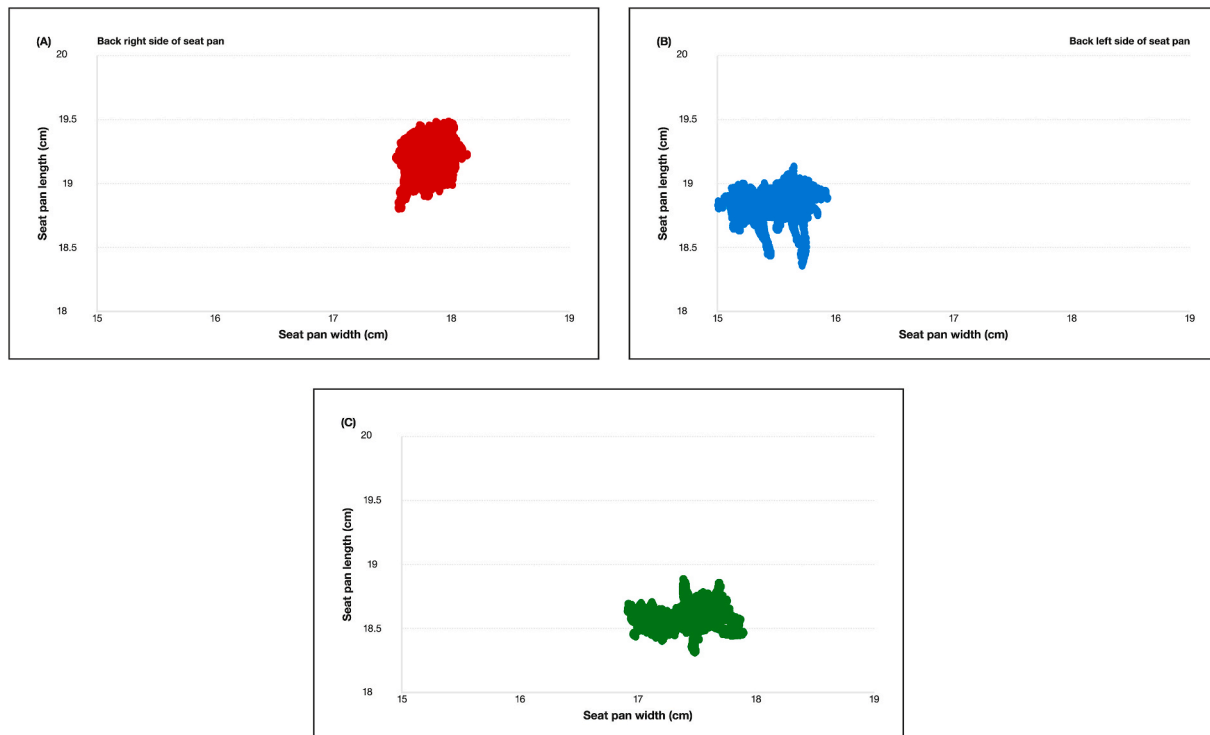 (A) Back right side of seat pan
20
19.5
19
18.5
18
Seat pan length (cm)
15 16 17 18 19
Seat pan width (cm)
(B) Back left side of seat pan
20
19.5
19
18.5
18
Seat pan length (cm)
15 16 17 18 19
Seat pan width (cm)
(C)
20
19.5
19
18.5
18
Seat pan length (cm)
15 16 17 18 19
Seat pan width (cm)